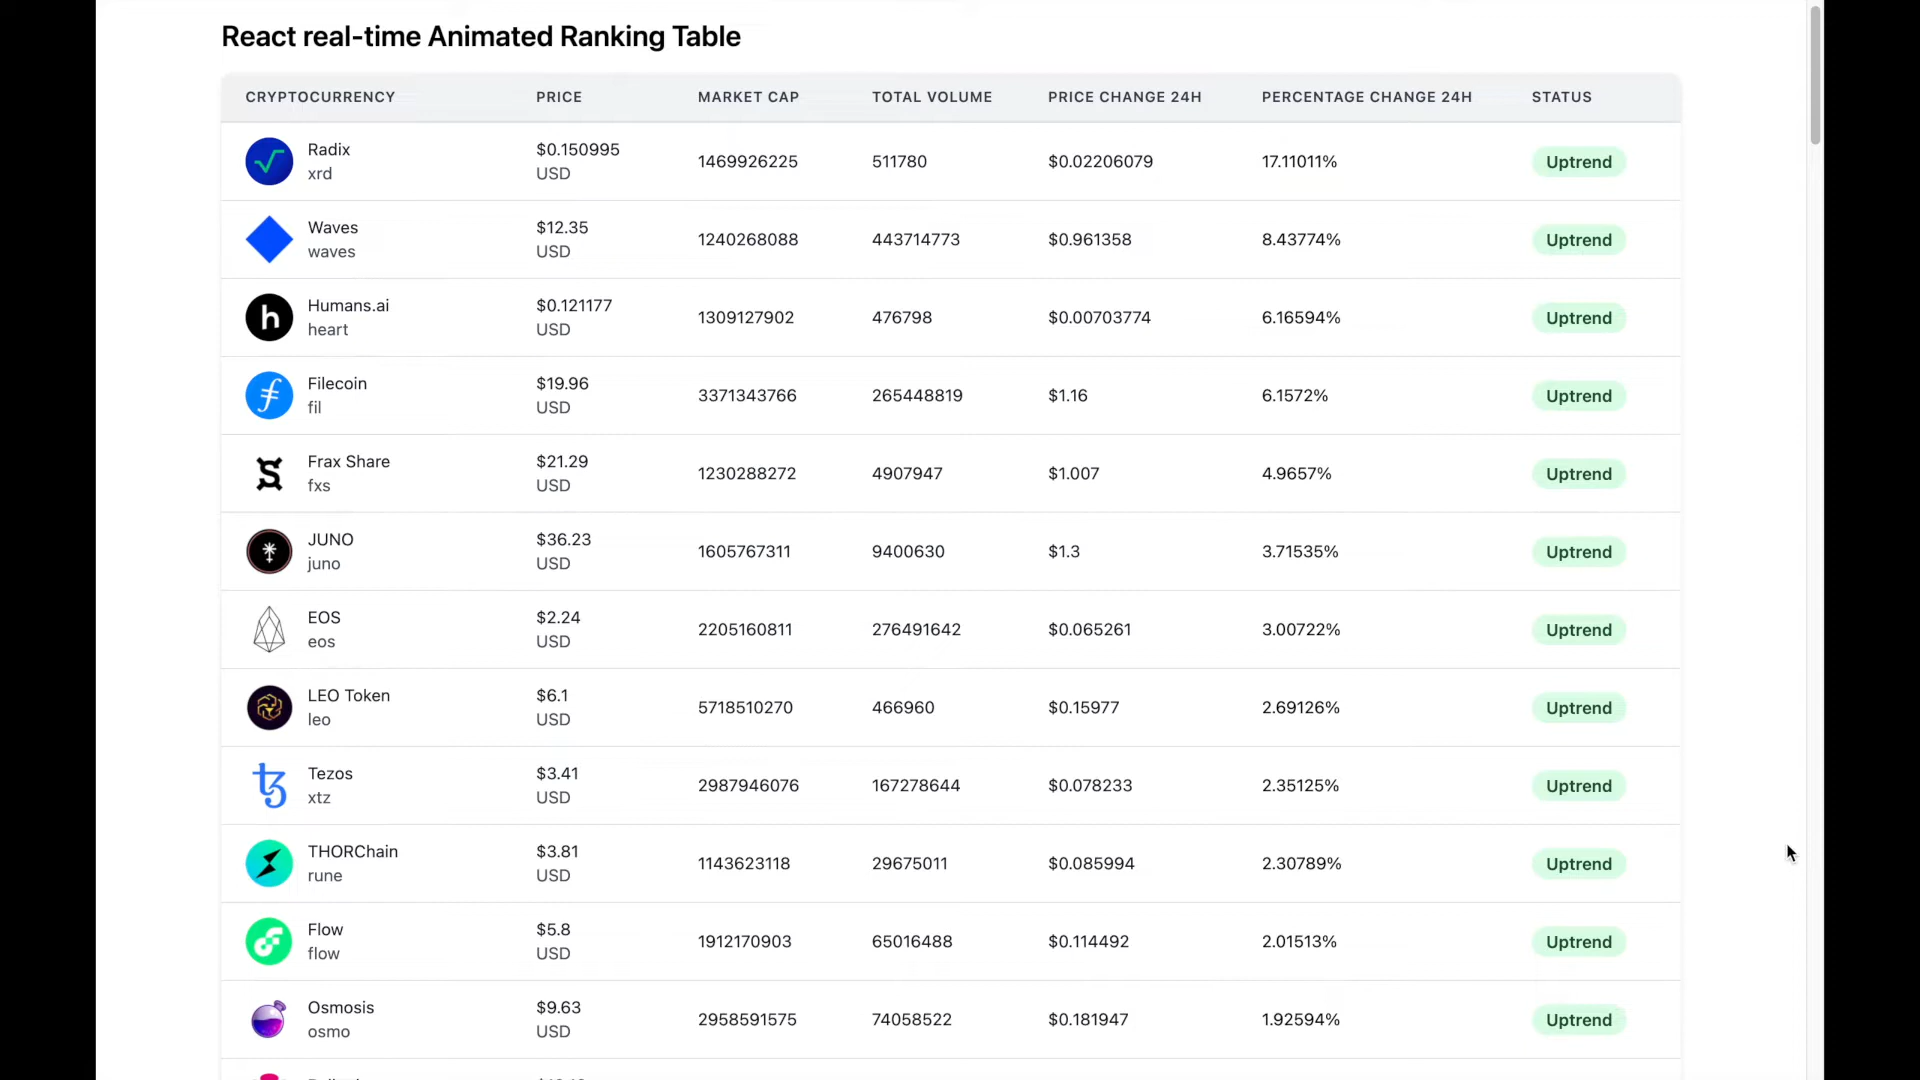 React real-time Animated Ranking Table
CRYPTOCURRENCY PRICE MARKET CAP TOTAL VOLUME PRICE CHANGE 24H PERCENTAGE CHANGE 24H STATUS
Radix $0.150995
xrd USD 1469926225 511780 $0.02206079 17.11011% Uptrend
Waves $12.35
waves USD 1240268088 443714773 $0.961358 8.43774% Uptrend
h Humans.ai $0.121177
heart USD 1309127902 476798 $0.00703774 6.16594% Uptrend
Filecoin $19.96
fil USD 3371343766 265448819 $1.16 6.1572% Uptrend
Frax Share $21.29
fxs USD 1230288272 4907947 $1.007 4.9657% Uptrend
JUNO $36.23
juno USD 1605767311 9400630 $1.3 3.71535% Uptrend
EOS $2.24
eos USD 2205160811 276491642 $0.065261 3.00722% Uptrend
LEO Token $6.1
leo USD 5718510270 466960 $0.15977 2.69126% Uptrend
Tezos $3.41
xtz USD 2987946076 167278644 $0.078233 2.35125% Uptrend
THORChain $3.81
rune USD 1143623118 29675011 $0.085994 2.30789% Uptrend
Flow $5.8
flow USD 1912170903 65016488 $0.114492 2.01513% Uptrend
Osmosis $9.63
osmo USD 2958591575 74058522 $0.181947 1.92594% Uptrend